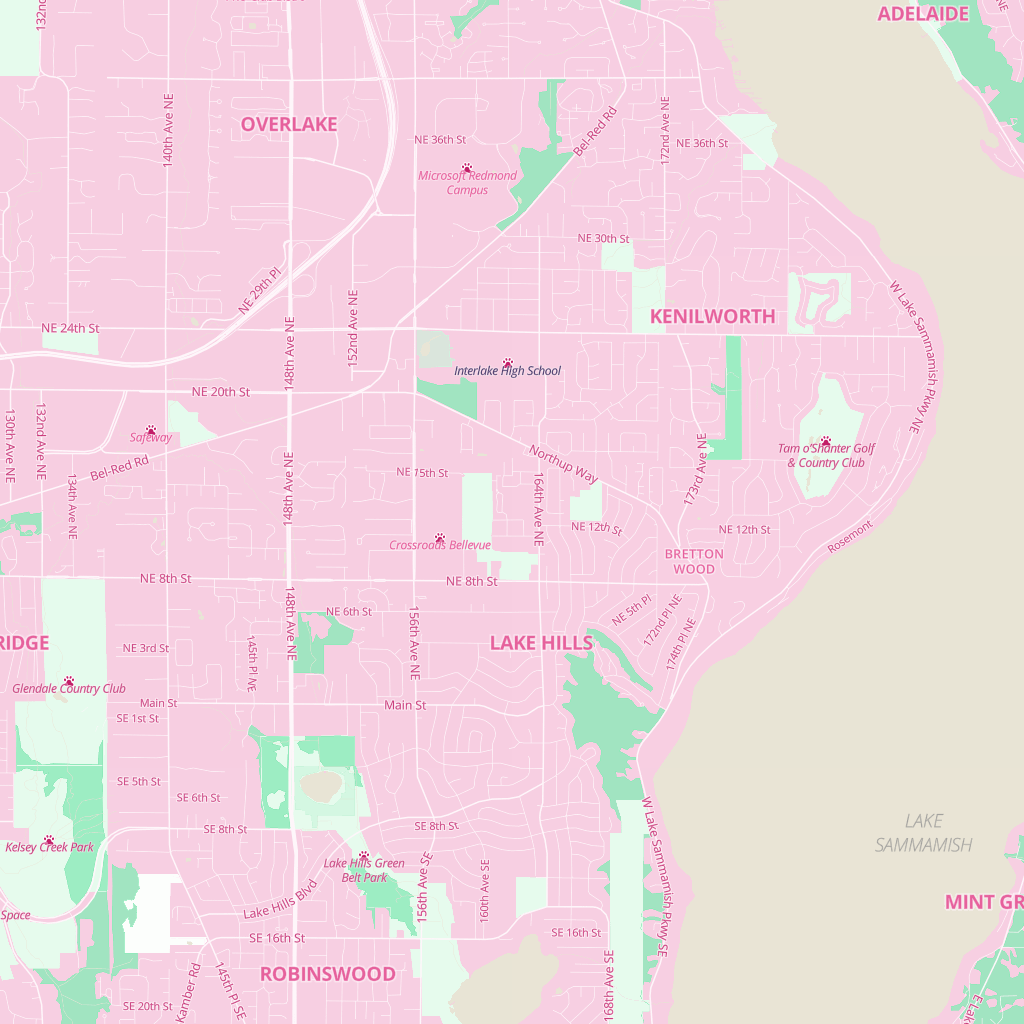 ADELAIDE
132nd
140th Ave NE
OVERLAKE
NE 36th St
Bel-Red Rd
172nd Ave NE
NE 36th St
Microsoft Redmond
Campus
NE 30th St
NE 29th Pl
W Lake Sammamish Pkwy NE
KENILWORTH
NE 24th St
148th Ave NE
152nd Ave NE
Interlake High School
NE 20th St
130th Ave NE
132nd Ave NE
Safeway
Bel-Red Rd
134th Ave NE
148th Ave NE
NE 15th St
Northup Way
164th Ave NE
173rd Ave NE
Tam o'Shanter Golf
& Country Club
NE 12th St
NE 12th St
Rosemont
Crossroads Bellevue
BRETTON
WOOD
NE 8th St
NE 8th St
148th Ave NE
156th Ave NE
NE 6th St
NE 5th Pl
172nd Pl NE
174th Pl NE
RIDGE
NE 3rd St
145th Pl NE
LAKE HILLS
Glendale Country Club
Main St
Main St
SE 1st St
SE 5th St
SE 6th St
SE 8th St
SE 8th St
W Lake Sammamish Pkwy SE
LAKE
SAMMAMISH
Kelsey Creek Park
Lake Hills Green
Belt Park
156th Ave SE
160th Ave SE
Lake Hills Blvd
MINT GR
Space
SE 16th St
SE 16th St
ROBINSWOOD
Kamber Rd
145th Pl SE
168th Ave SE
SE 20th St
E Lak